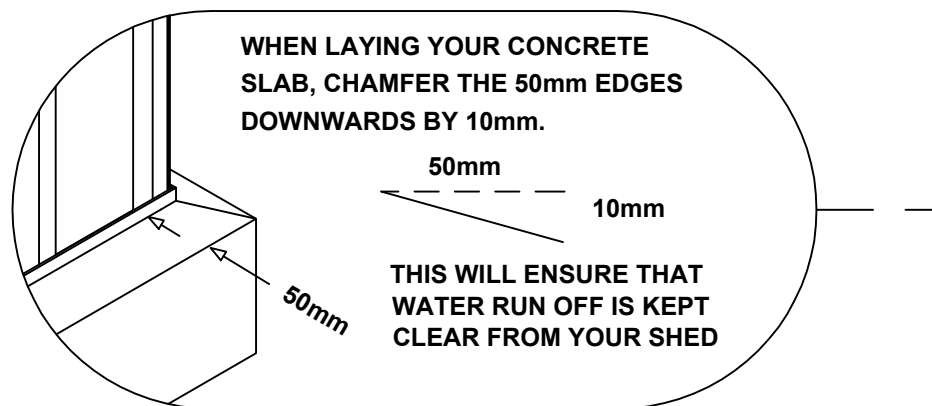 WHEN LAYING YOUR CONCRETE
SLAB, CHAMFER THE 50mm EDGES
DOWNWARDS BY 10mm.
50mm
10mm
THIS WILL ENSURE THAT
WATER RUN OFF IS KEPT
CLEAR FROM YOUR SHED
50mm